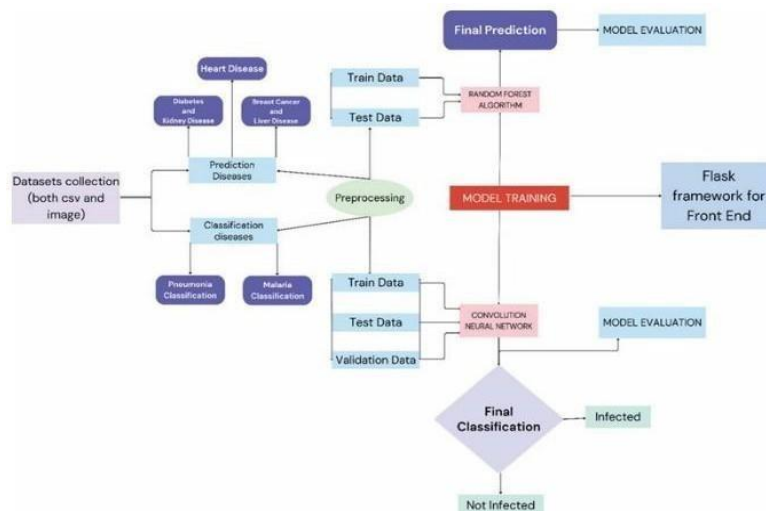 Final Prediction
MODEL EVALUATION
Heart Disease
Train Data
RANDOM FOREST
ALGORITHM
Diabetes
and
Kidney Disease
Breast Cancer
and
Liver Disease
Test Data
Prediction
Diseases
Datasets collection
(both csv and
image)
Preprocessing
MODEL TRAINING
Flask
framework for
Front End
Classification
diseases
Pneumonia
Classification
Malaria
Classification
Train Data
Test Data
Validation Data
CONVOLUTION
NEURAL NETWORK
MODEL EVALUATION
Final
Classification
Infected
Not Infected